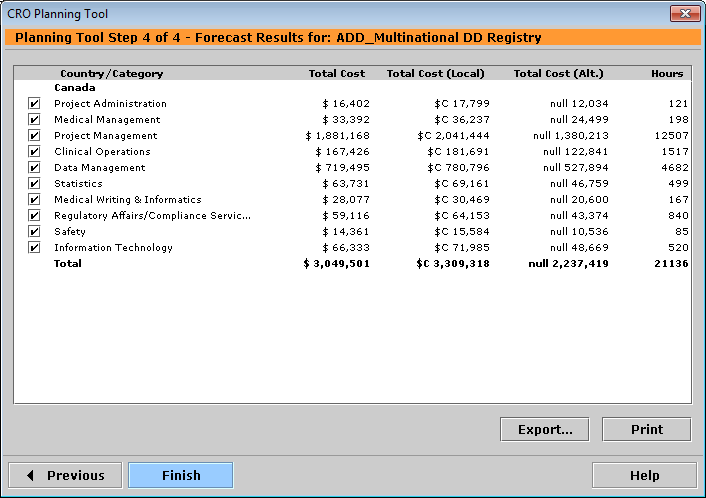 CRO Planning Tool
Planning Tool Step 4 of 4 - Forecast Results for: ADD_Multinational DD Registry
Country/Category Total Cost Total Cost (Local) Total Cost (Alt.) Hours
Canada
Project Administration $ 16,402 $C 17,799 null 12,034 121
Medical Management $ 33,392 $C 36,237 null 24,499 198
Project Management $ 1,881,168 $C 2,041,444 null 1,380,213 12507
Clinical Operations $ 167,426 $C 181,691 null 122,841 1517
Data Management $ 719,495 $C 780,796 null 527,894 4682
Statistics $ 63,731 $C 69,161 null 46,759 499
Medical Writing & Informatics $ 28,077 $C 30,469 null 20,600 167
Regulatory Affairs/Compliance Servic... $ 59,116 $C 64,153 null 43,374 840
Safety $ 14,361 $C 15,584 null 10,536 85
Information Technology $ 66,333 $C 71,985 null 48,669 520
Total $ 3,049,501 $C 3,309,318 null 2,237,419 21136
Export... Print
Previous Finish Help